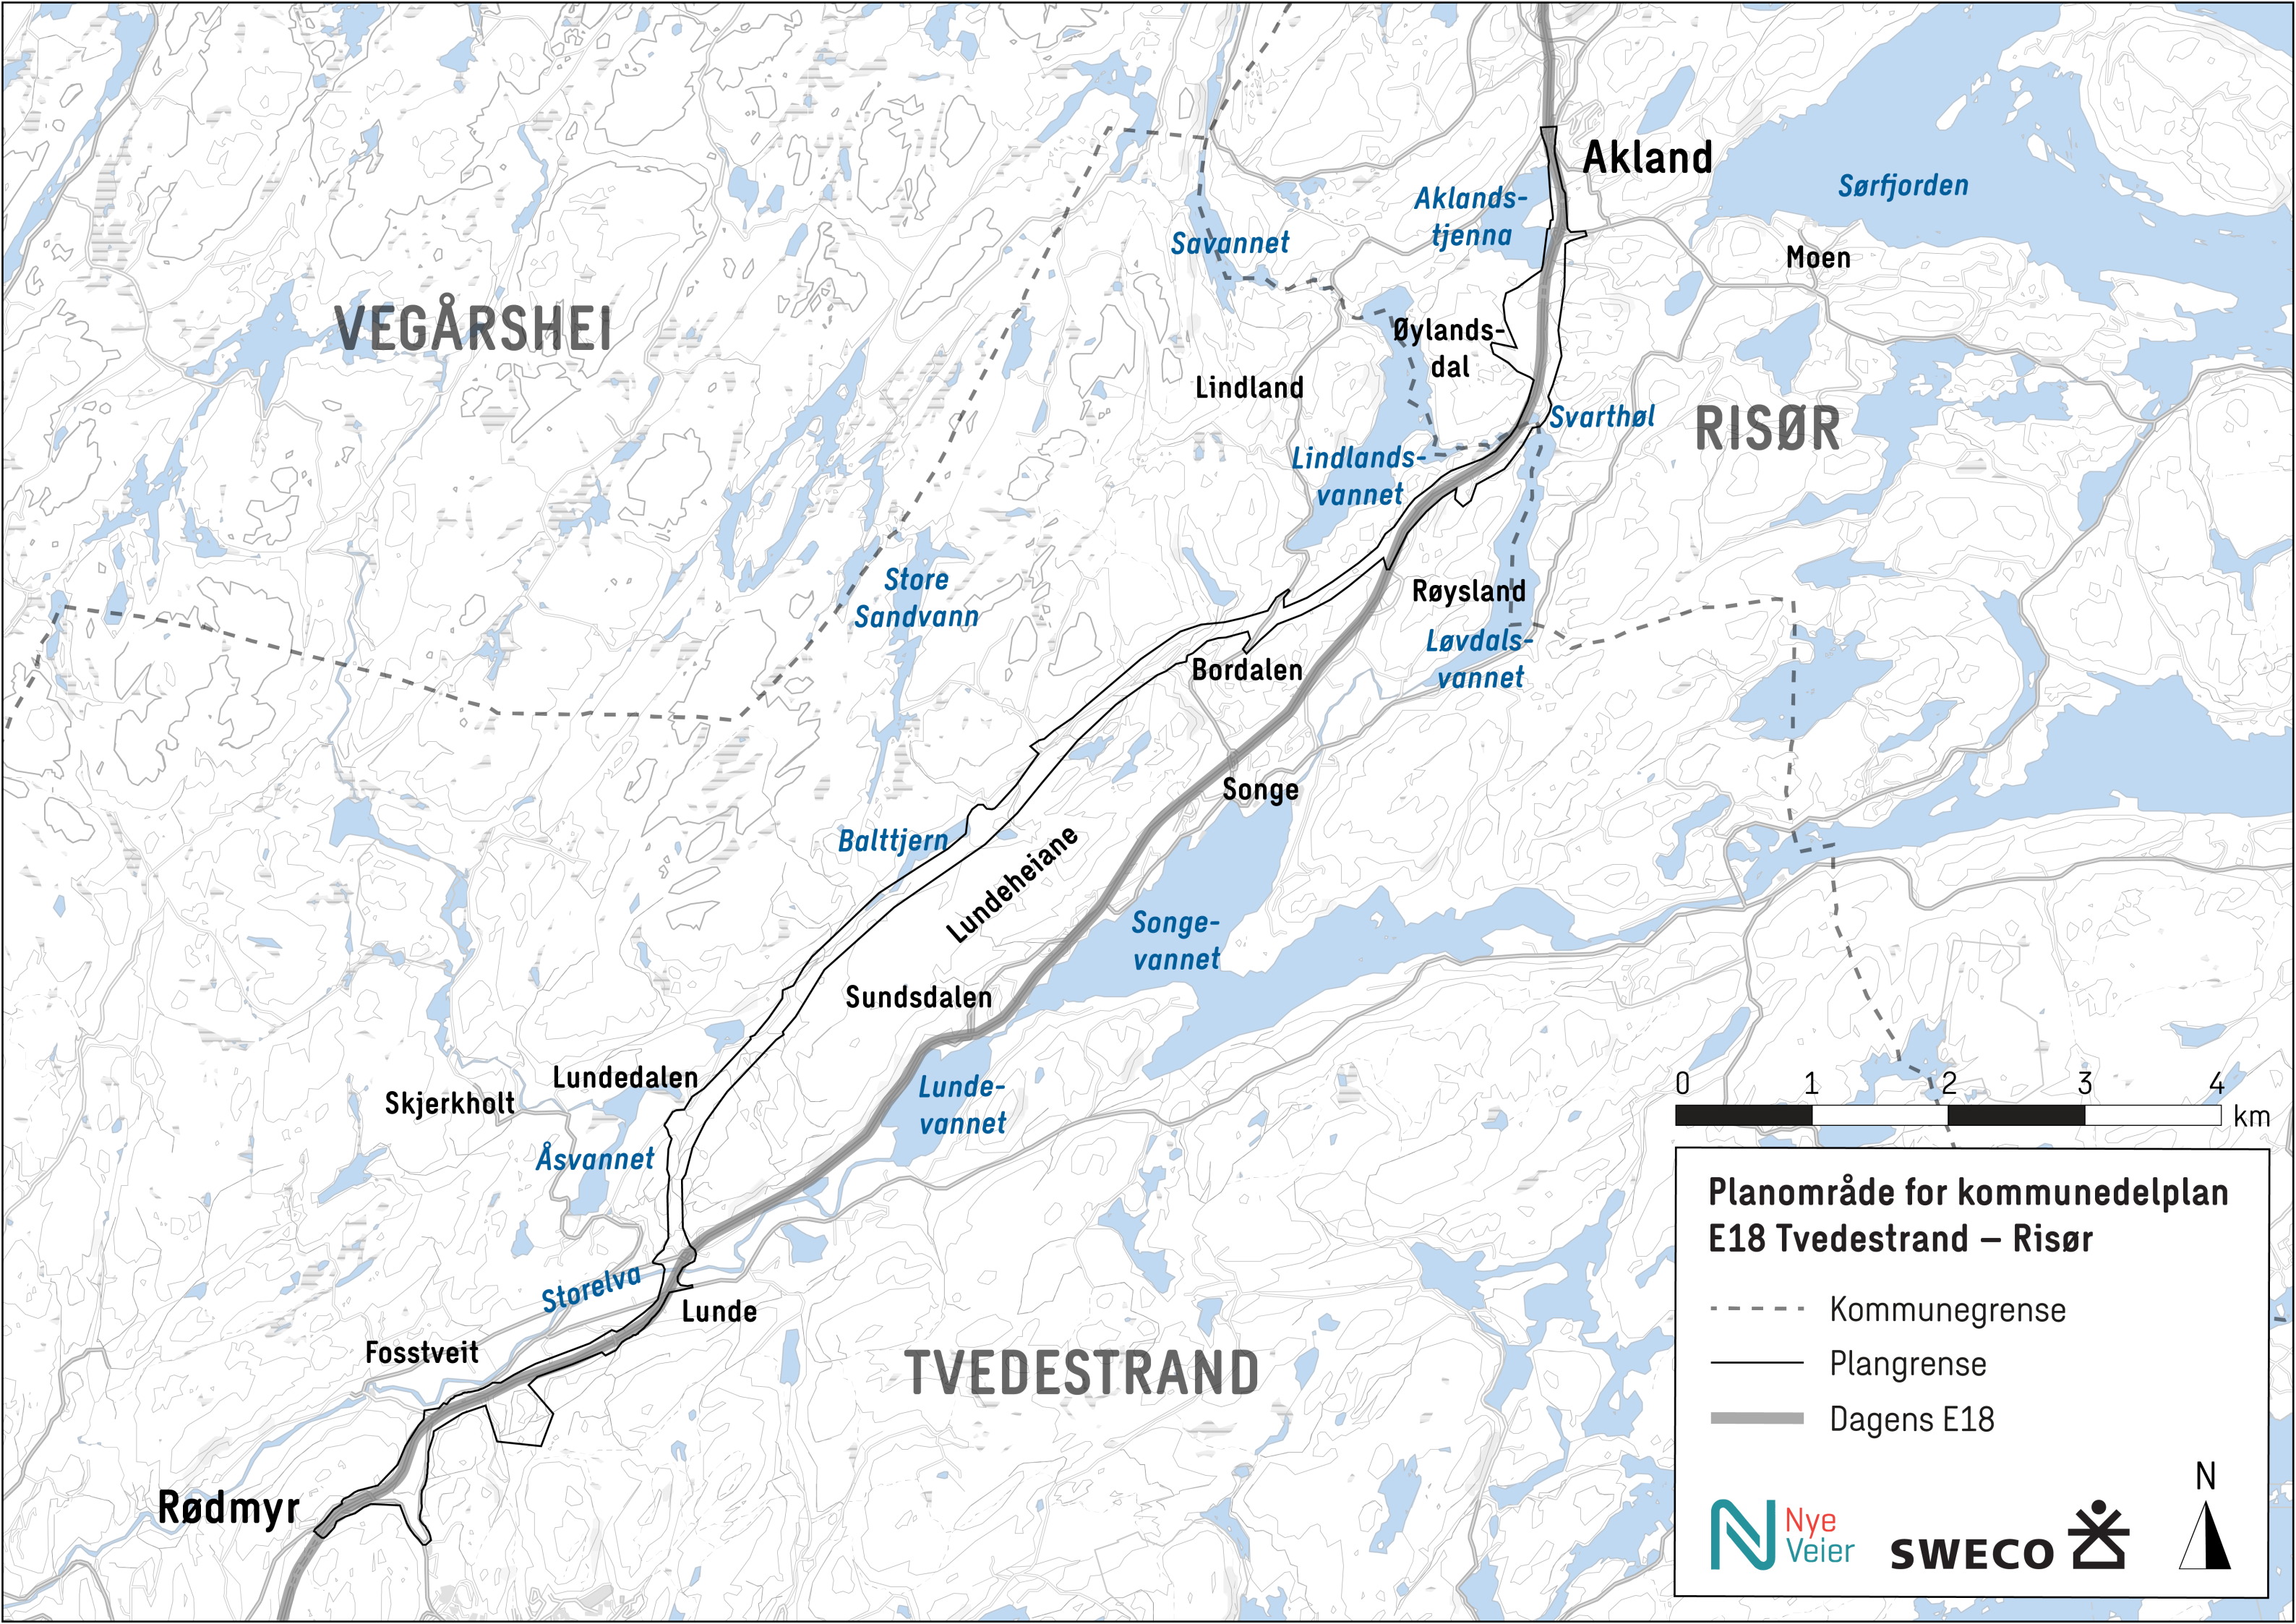 Akland
Sørfjorden
Aklands-
tjenna
Savannet
Moen
VEGÅRSHEI
Øylands-
dal
Lindland
Svarthøl
RISØR
Lindlands-
vannet
Store
Sandvann
Røysland
Løvdals-
vannet
Bordalen
Songe
Balttjern
Lundeheiane
Songe-
vannet
Sundsdalen
Lundedalen
Skjerkholt
Lunde-
vannet
Åsvannet
Storelva
Lunde
Fosstveit
TVEDESTRAND
Rødmyr
0 1 2 3 4
km
Planområde for kommunedelplan
E18 Tvedestrand – Risør
Kommunegrense
Plangrense
Dagens E18
N
Nye
Veier
SWECO